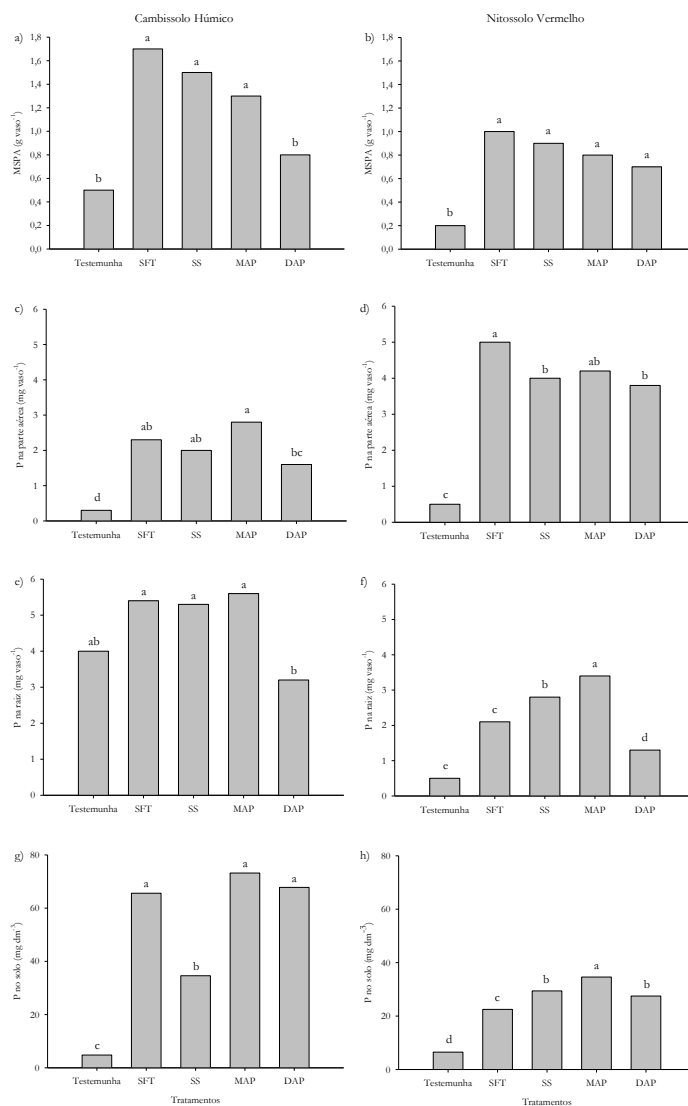 Cambissolo Húmico
Nitossolo Vermelho
a)
MSPA (g vaso⁻¹)
1,8
1,6
1,4
1,2
1,0
0,8
0,6
0,4
0,2
0,0
b
a
a
a
b
Testemunha SFT SS MAP DAP
b)
MSPA (g vaso⁻¹)
1,8
1,6
1,4
1,2
1,0
0,8
0,6
0,4
0,2
0,0
b
a
a
a
a
Testemunha SFT SS MAP DAP
c)
P na parte aérea (mg vaso⁻¹)
6
5
4
3
2
1
0
d
ab
ab
a
bc
Testemunha SFT SS MAP DAP
d)
P na parte aérea (mg vaso⁻¹)
6
5
4
3
2
1
0
c
a
b
ab
b
Testemunha SFT SS MAP DAP
e)
P na raiz (mg vaso⁻¹)
6
5
4
3
2
1
0
ab
a
a
a
b
Testemunha SFT SS MAP DAP
f)
P na raiz (mg vaso⁻¹)
6
5
4
3
2
1
0
e
c
b
a
d
Testemunha SFT SS MAP DAP
g)
P no solo (mg dm⁻³)
80
60
40
20
0
c
a
b
a
a
Testemunha SFT SS MAP DAP
Tratamentos
h)
P no solo (mg dm⁻³)
80
60
40
20
0
d
c
b
a
b
Testemunha SFT SS MAP DAP
Tratamentos